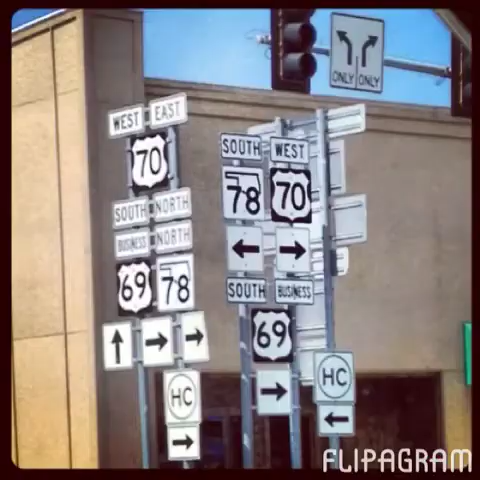 ONLY ONLY
WEST EAST
70
SOUTH NORTH
BUSINESS NORTH
69 78
HC
SOUTH WEST
78 70
SOUTH BUSINESS
69
HC
FLIPAGRAM